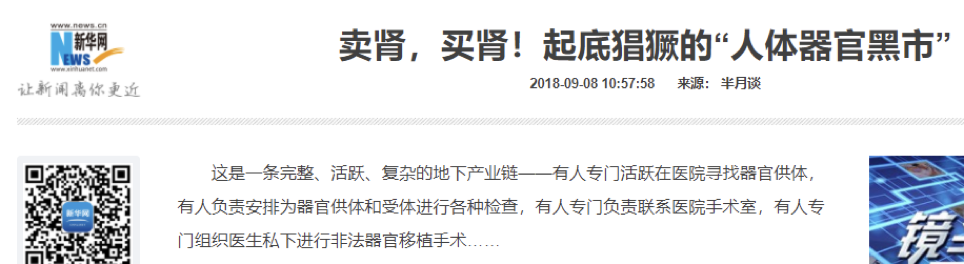 www.news.cn
新华网
NEWS
www.xinhuanet.com
让新闻离你更近
卖肾，买肾！起底猖獗的“人体器官黑市”
2018-09-08 10:57:58 来源： 半月谈
新华网
这是一条完整、活跃、复杂的地下产业链——有人专门活跃在医院寻找器官供体，
有人负责安排为器官供体和受体进行各种检查，有人专门负责联系医院手术室，有人专
门组织医生私下进行非法器官移植手术……
镜